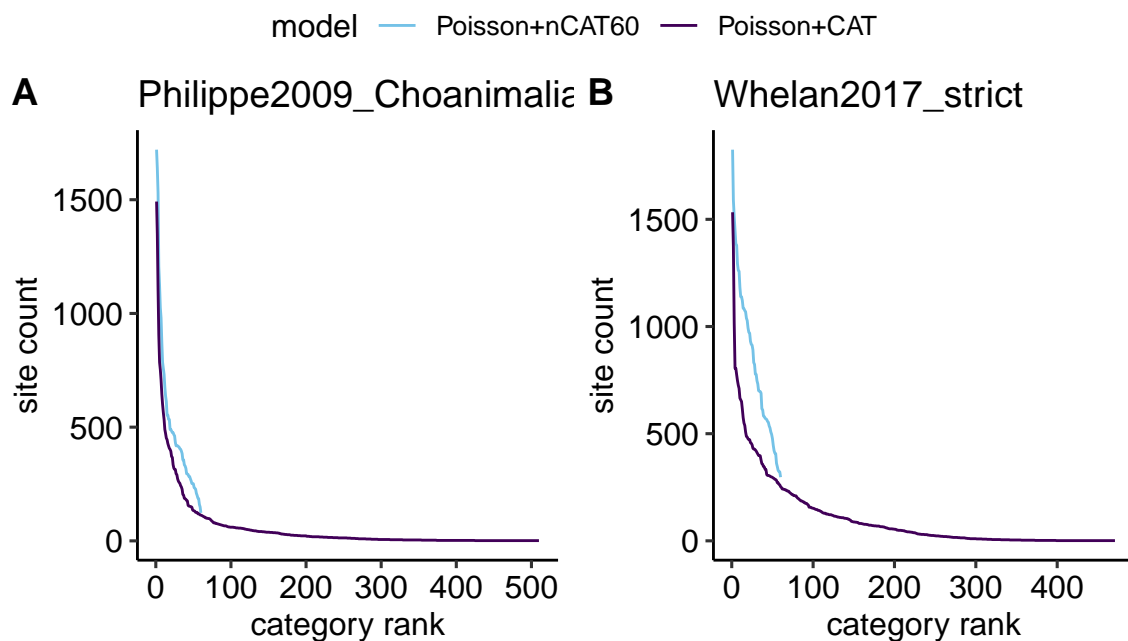 model Poisson+nCAT60 Poisson+CAT
A Philippe2009_Choanimalia
site count
1500
1000
500
0
0 100 200 300 400 500
category rank
B Whelan2017_strict
site count
1500
1000
500
0
0 100 200 300 400
category rank